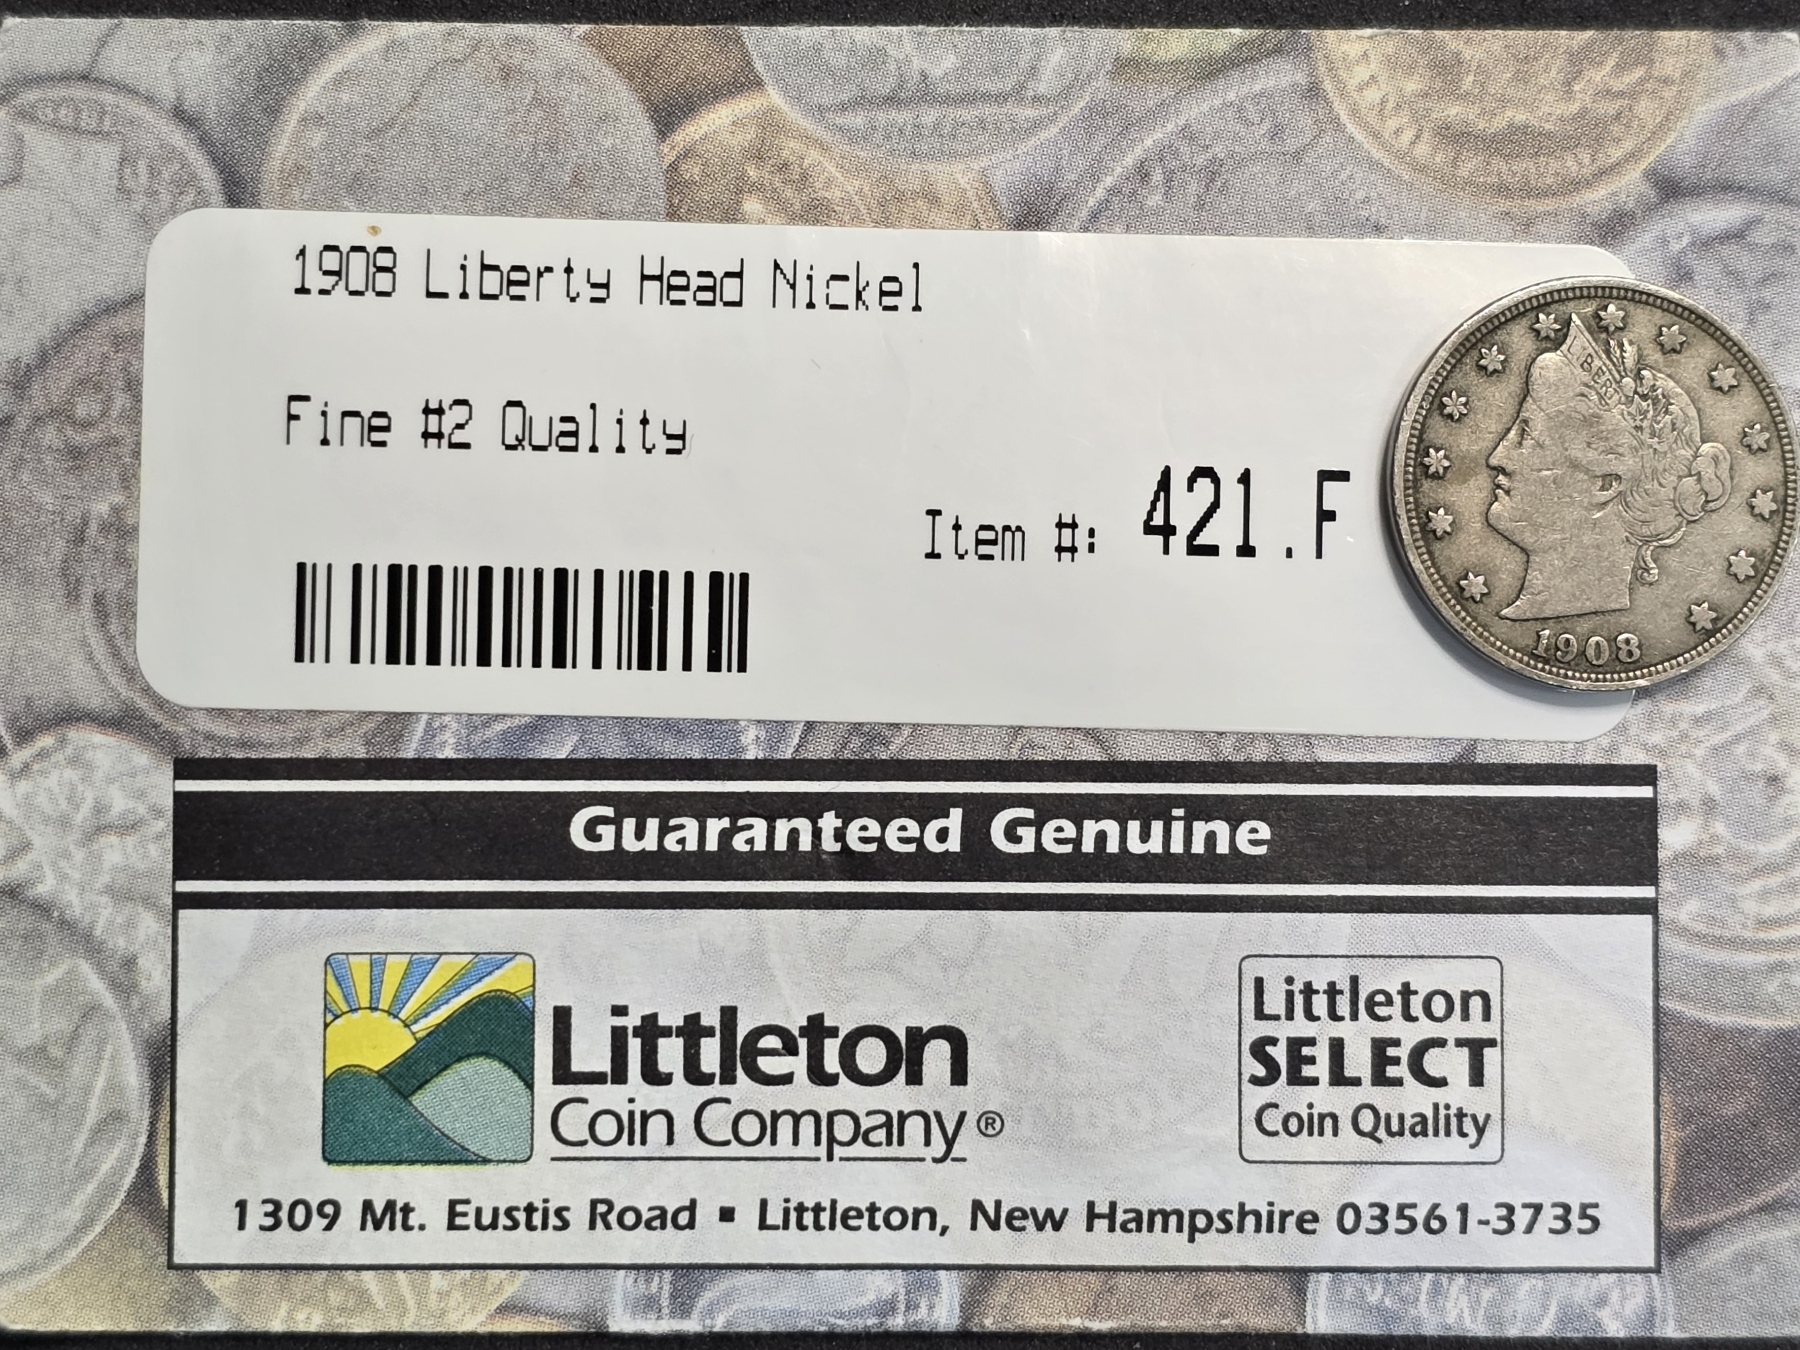 1908 Liberty Head Nickel
Fine #2 Quality
Item #: 421.F
LIBERT
1908
Guaranteed Genuine
Littleton
Coin Company®
Littleton
SELECT
Coin Quality
1309 Mt. Eustis Road ▪ Littleton, New Hampshire 03561-3735